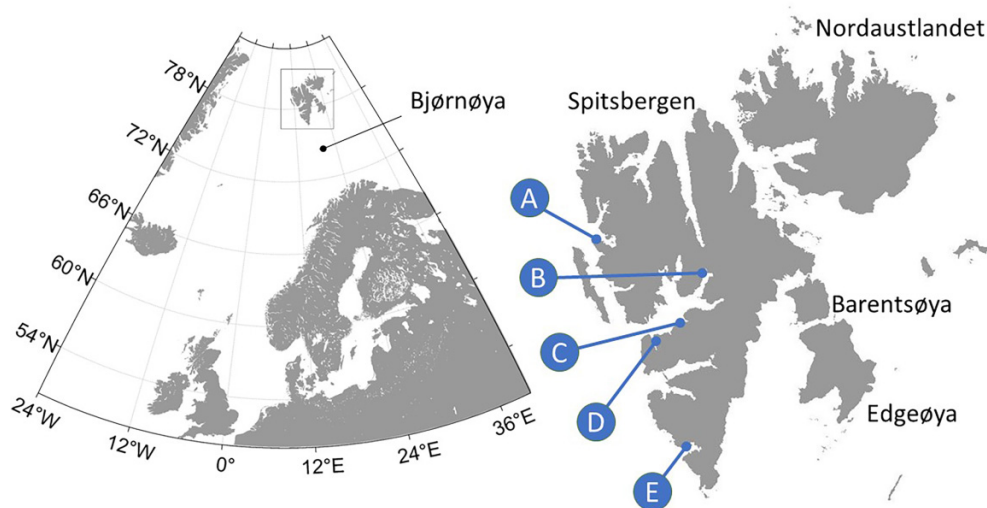 Nordaustlandet
Spitsbergen
Bjørnøya
78°N
72°N
66°N
60°N
54°N
24°W
12°W
0°
12°E
24°E
36°E
A
B
Barentsøya
C
D
Edgeøya
E